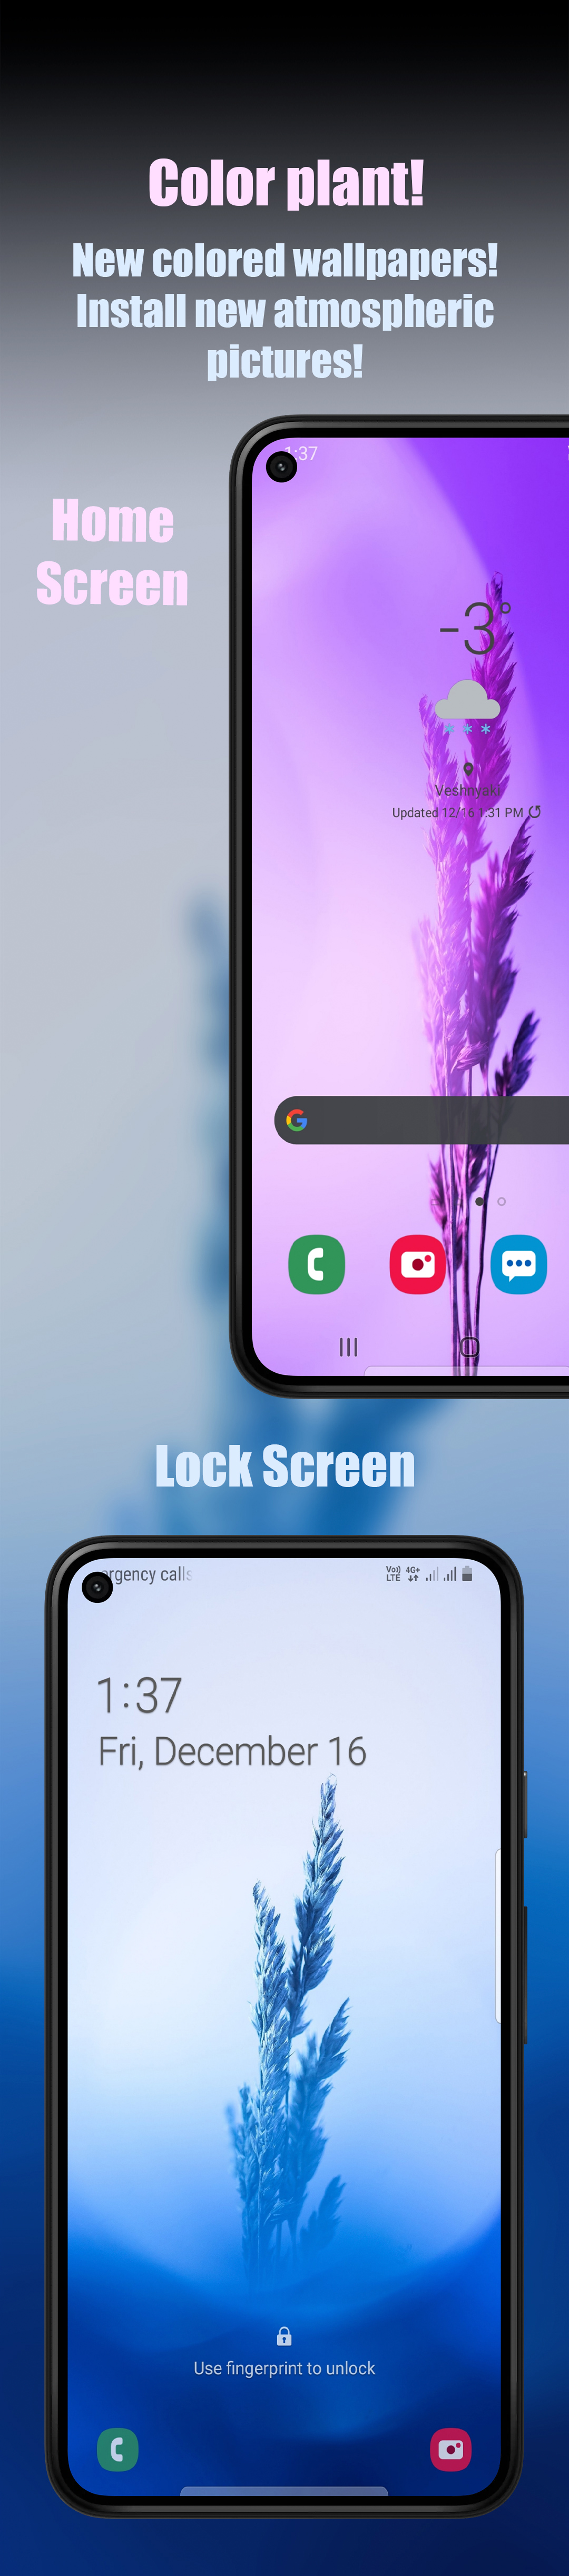 Color plant!
New colored wallpapers!
Install new atmospheric
pictures!
1:37
Home
Screen
-3°
Veshnyaki
Updated 12/16 1:31 PM
Lock Screen
ergency calls
Vo)) LTE 4G+
1:37
Fri, December 16
Use fingerprint to unlock